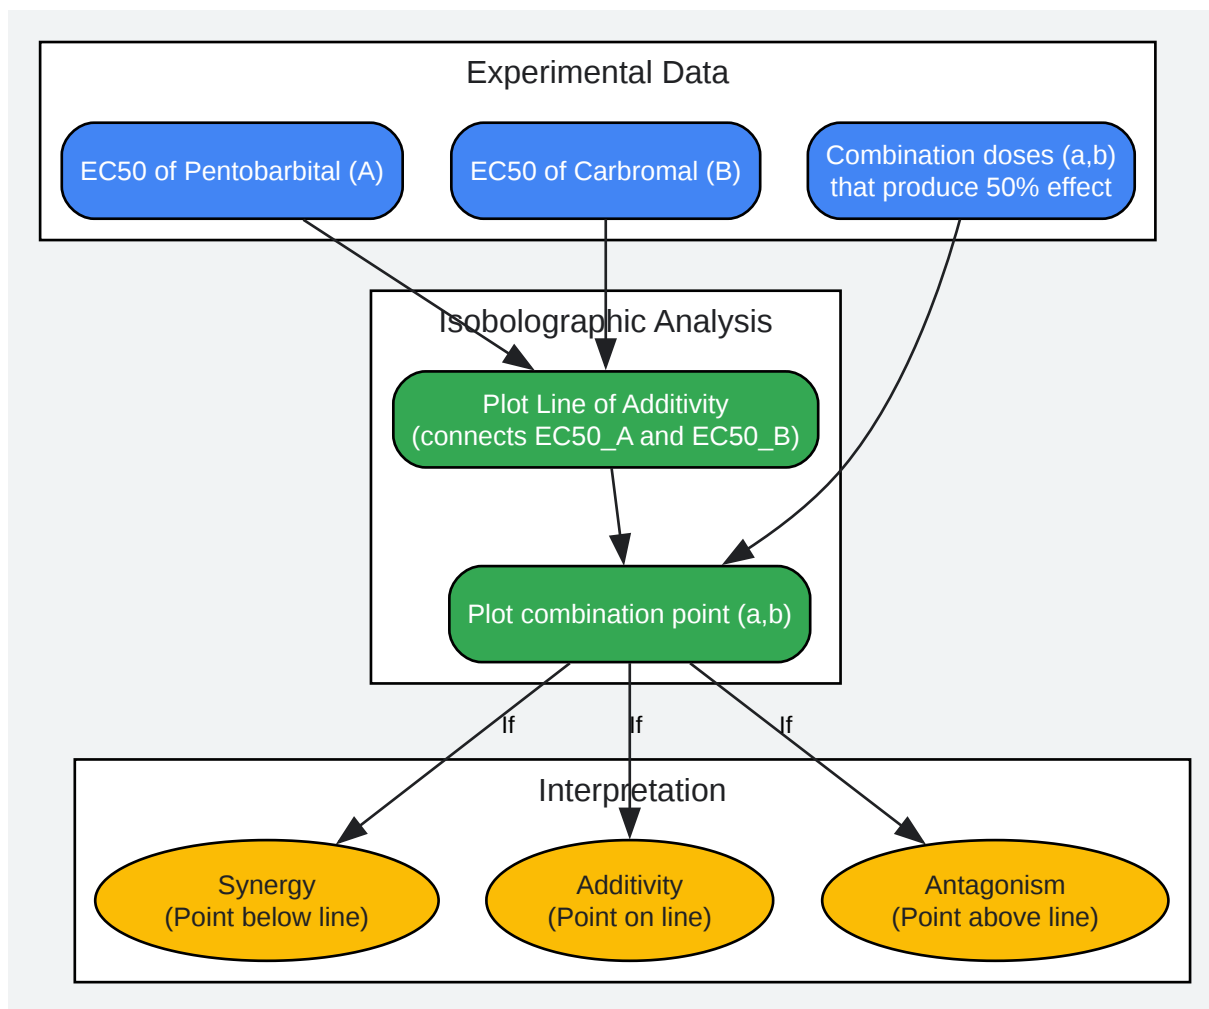 Experimental Data
EC50 of Pentobarbital (A)
EC50 of Carbromal (B)
Combination doses (a,b)
that produce 50% effect
Isobolographic Analysis
Plot Line of Additivity
(connects EC50_A and EC50_B)
Plot combination point (a,b)
If
If
If
Interpretation
Synergy
(Point below line)
Additivity
(Point on line)
Antagonism
(Point above line)